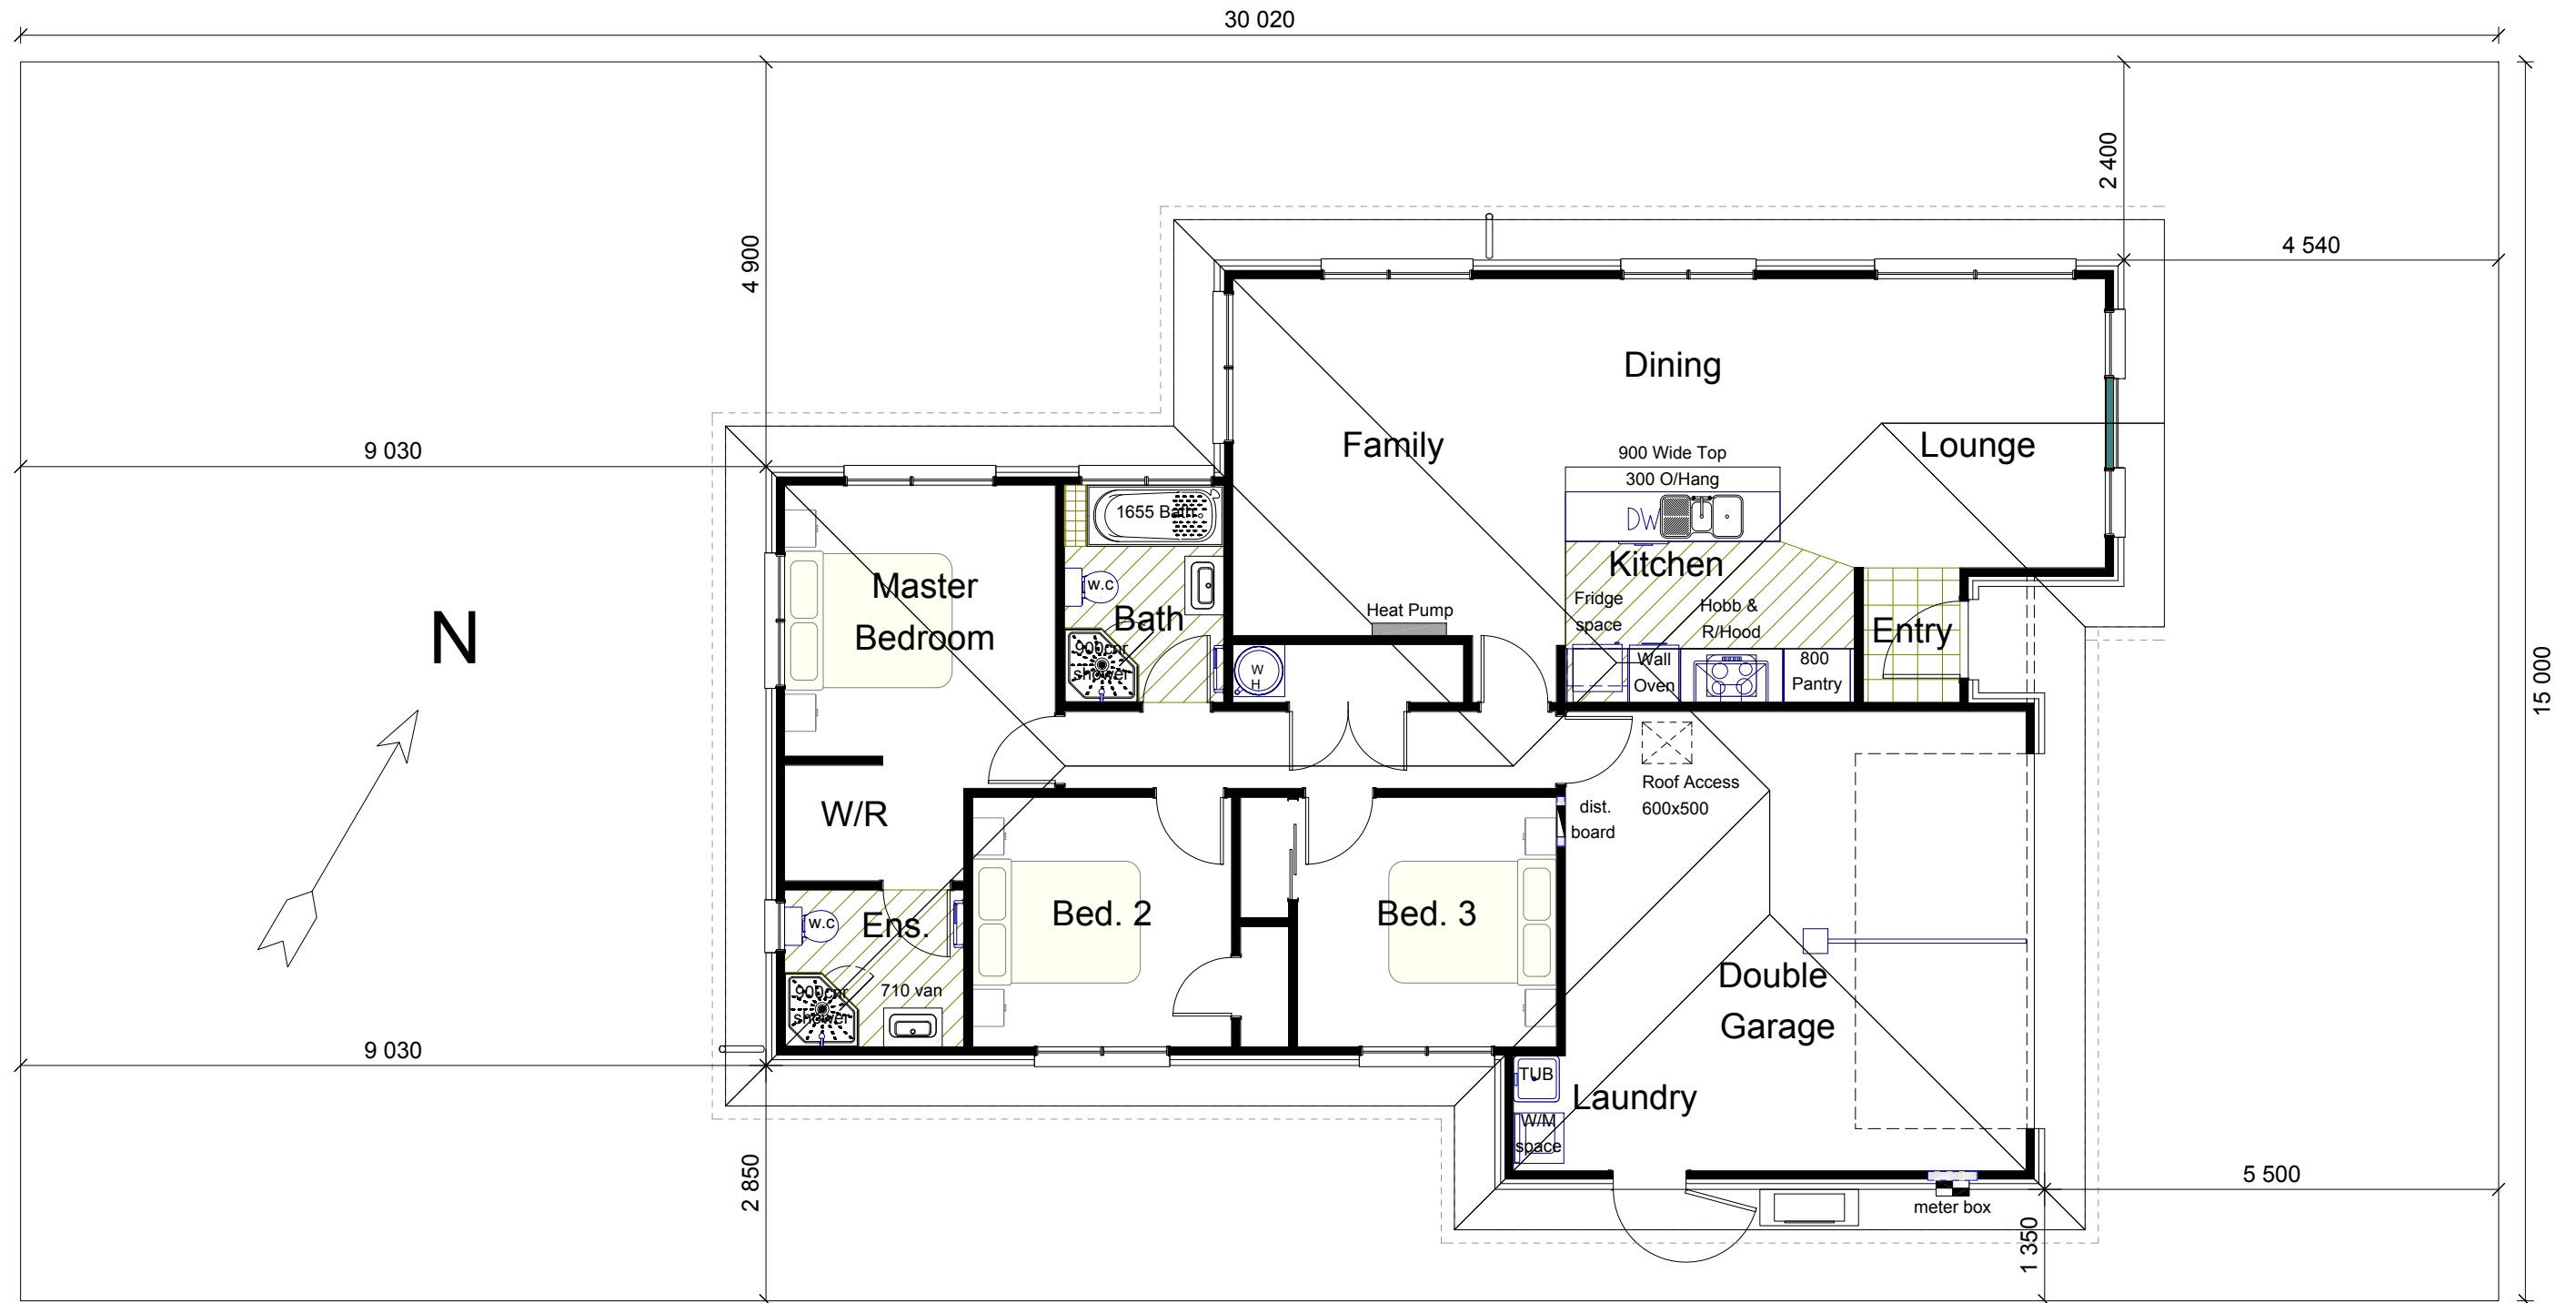 30 020
2 400
4 900
4 540
9 030
Dining
Family
Lounge
900 Wide Top
300 O/Hang
1655 Bath
DW
Kitchen
Master
Bedroom
w.c
Bath
Heat Pump
Fridge
space
Hobb &
R/Hood
Entry
N
900cnr
shower
W
H
Wall
Oven
800
Pantry
15 000
Roof Access
600x500
dist.
board
W/R
Bed. 2
Bed. 3
w.c
Ens.
900cnr
shower
710 van
Double
Garage
9 030
TUB
Laundry
W/M
space
2 850
5 500
meter box
1 350